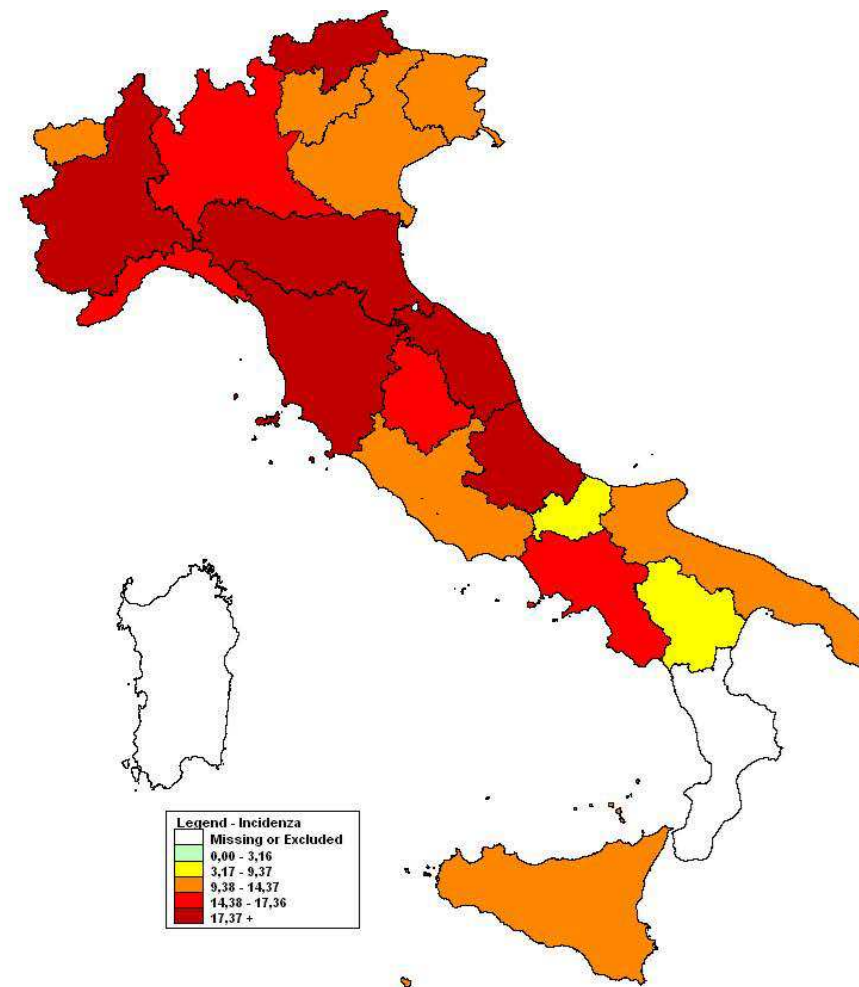 Legend - Incidenza
Missing or Excluded
0,00 - 3,16
3,17 - 9,37
9,38 - 14,37
14,38 - 17,36
17,37 +